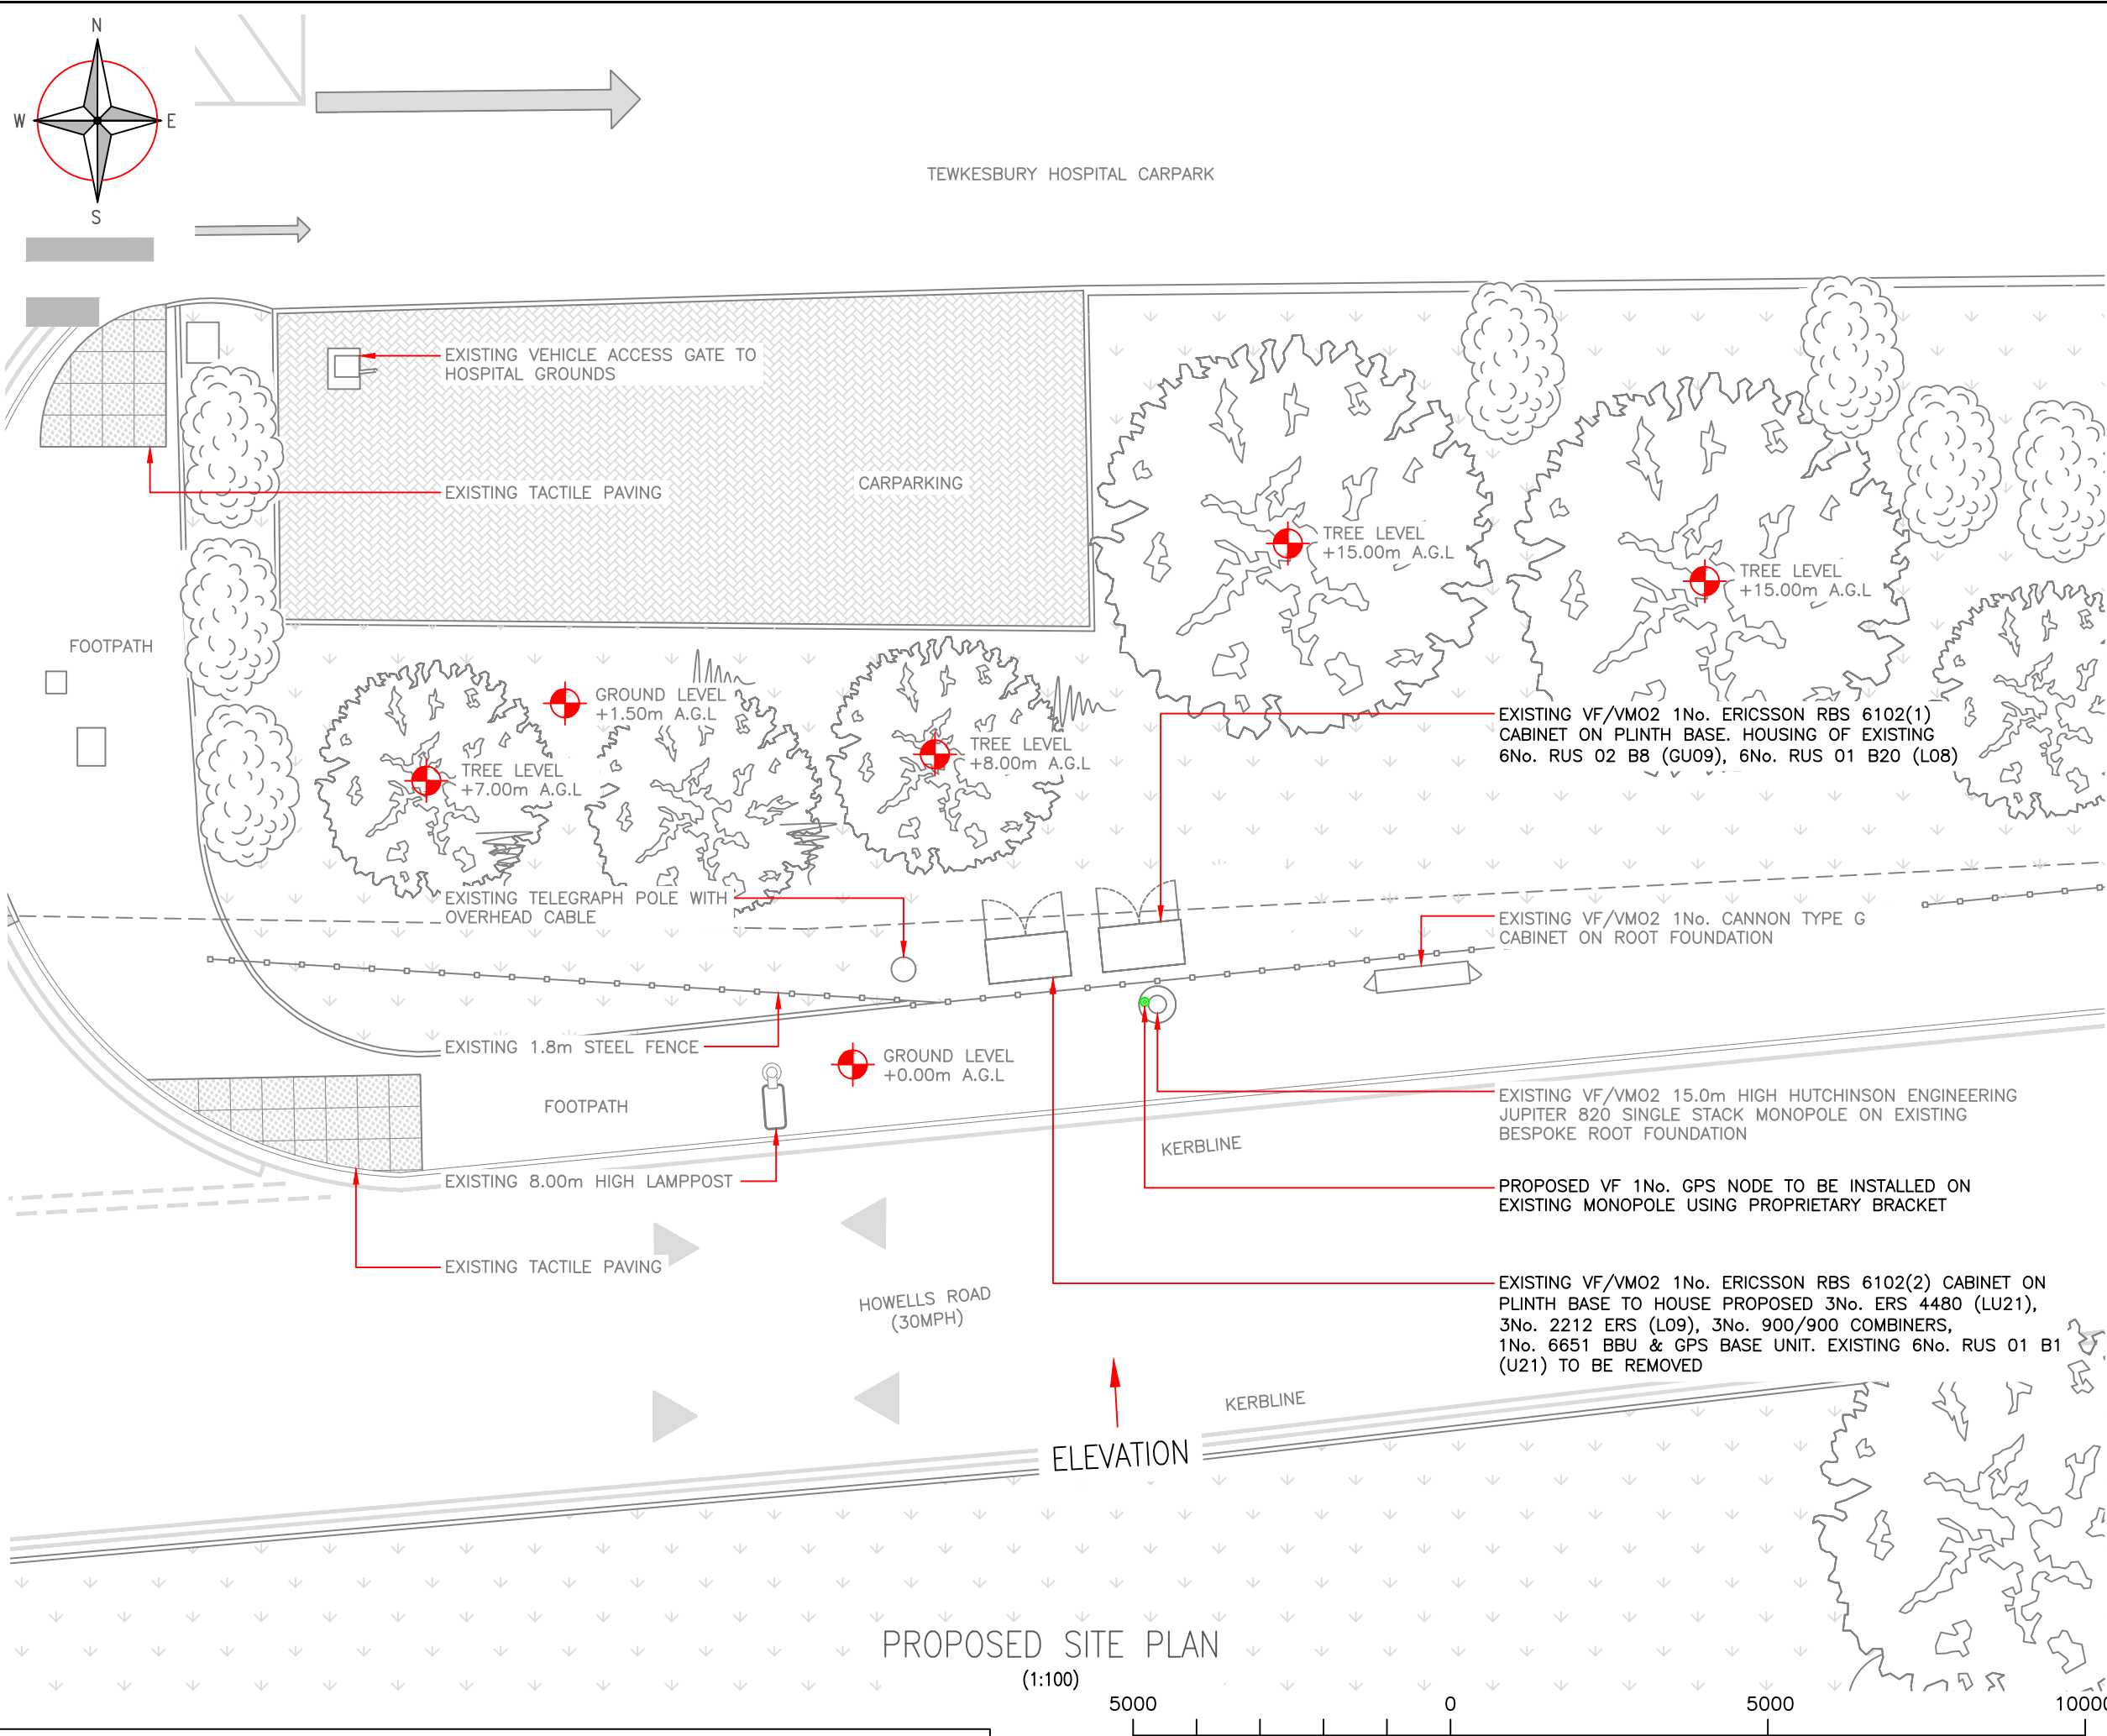 N
W
E
S
TEWKESBURY HOSPITAL CARPARK
EXISTING VEHICLE ACCESS GATE TO
HOSPITAL GROUNDS
EXISTING TACTILE PAVING
CARPARKING
TREE LEVEL
+15.00m A.G.L
TREE LEVEL
+15.00m A.G.L
FOOTPATH
GROUND LEVEL
+1.50m A.G.L
TREE LEVEL
+7.00m A.G.L
TREE LEVEL
+8.00m A.G.L
EXISTING VF/VMO2 1No. ERICSSON RBS 6102(1)
CABINET ON PLINTH BASE. HOUSING OF EXISTING
6No. RUS 02 B8 (GU09), 6No. RUS 01 B20 (L08)
EXISTING TELEGRAPH POLE WITH
OVERHEAD CABLE
EXISTING VF/VMO2 1No. CANNON TYPE G
CABINET ON ROOT FOUNDATION
EXISTING 1.8m STEEL FENCE
GROUND LEVEL
+0.00m A.G.L
FOOTPATH
EXISTING VF/VMO2 15.0m HIGH HUTCHINSON ENGINEERING
JUPITER 820 SINGLE STACK MONOPOLE ON EXISTING
BESPOKE ROOT FOUNDATION
KERBLINE
EXISTING 8.00m HIGH LAMPPOST
PROPOSED VF 1No. GPS NODE TO BE INSTALLED ON
EXISTING MONOPOLE USING PROPRIETARY BRACKET
EXISTING TACTILE PAVING
HOWELLS ROAD
(30MPH)
EXISTING VF/VMO2 1No. ERICSSON RBS 6102(2) CABINET ON
PLINTH BASE TO HOUSE PROPOSED 3No. ERS 4480 (LU21),
3No. 2212 ERS (L09), 3No. 900/900 COMBINERS,
1No. 6651 BBU & GPS BASE UNIT. EXISTING 6No. RUS 01 B1
(U21) TO BE REMOVED
KERBLINE
ELEVATION
PROPOSED SITE PLAN
(1:100)
5000 0 5000 10000